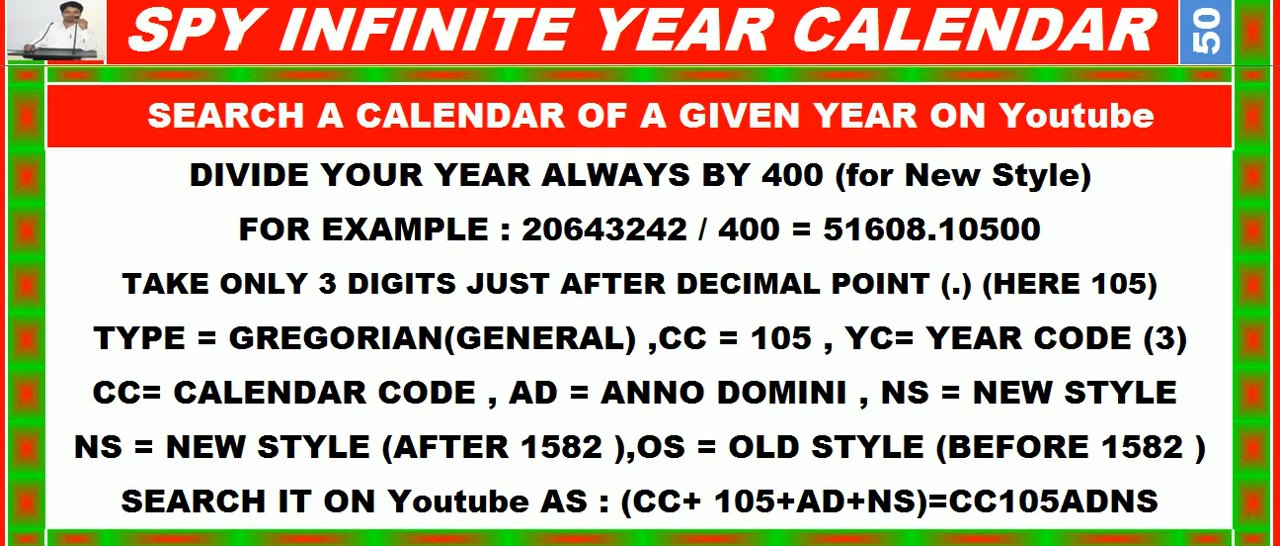 SPY INFINITE YEAR CALENDAR
50
SEARCH A CALENDAR OF A GIVEN YEAR ON Youtube
DIVIDE YOUR YEAR ALWAYS BY 400 (for New Style)
FOR EXAMPLE : 20643242 / 400 = 51608.10500
TAKE ONLY 3 DIGITS JUST AFTER DECIMAL POINT (.) (HERE 105)
TYPE = GREGORIAN(GENERAL) ,CC = 105 , YC= YEAR CODE (3)
CC= CALENDAR CODE , AD = ANNO DOMINI , NS = NEW STYLE
NS = NEW STYLE (AFTER 1582 ),OS = OLD STYLE (BEFORE 1582 )
SEARCH IT ON Youtube AS : (CC+ 105+AD+NS)=CC105ADNS